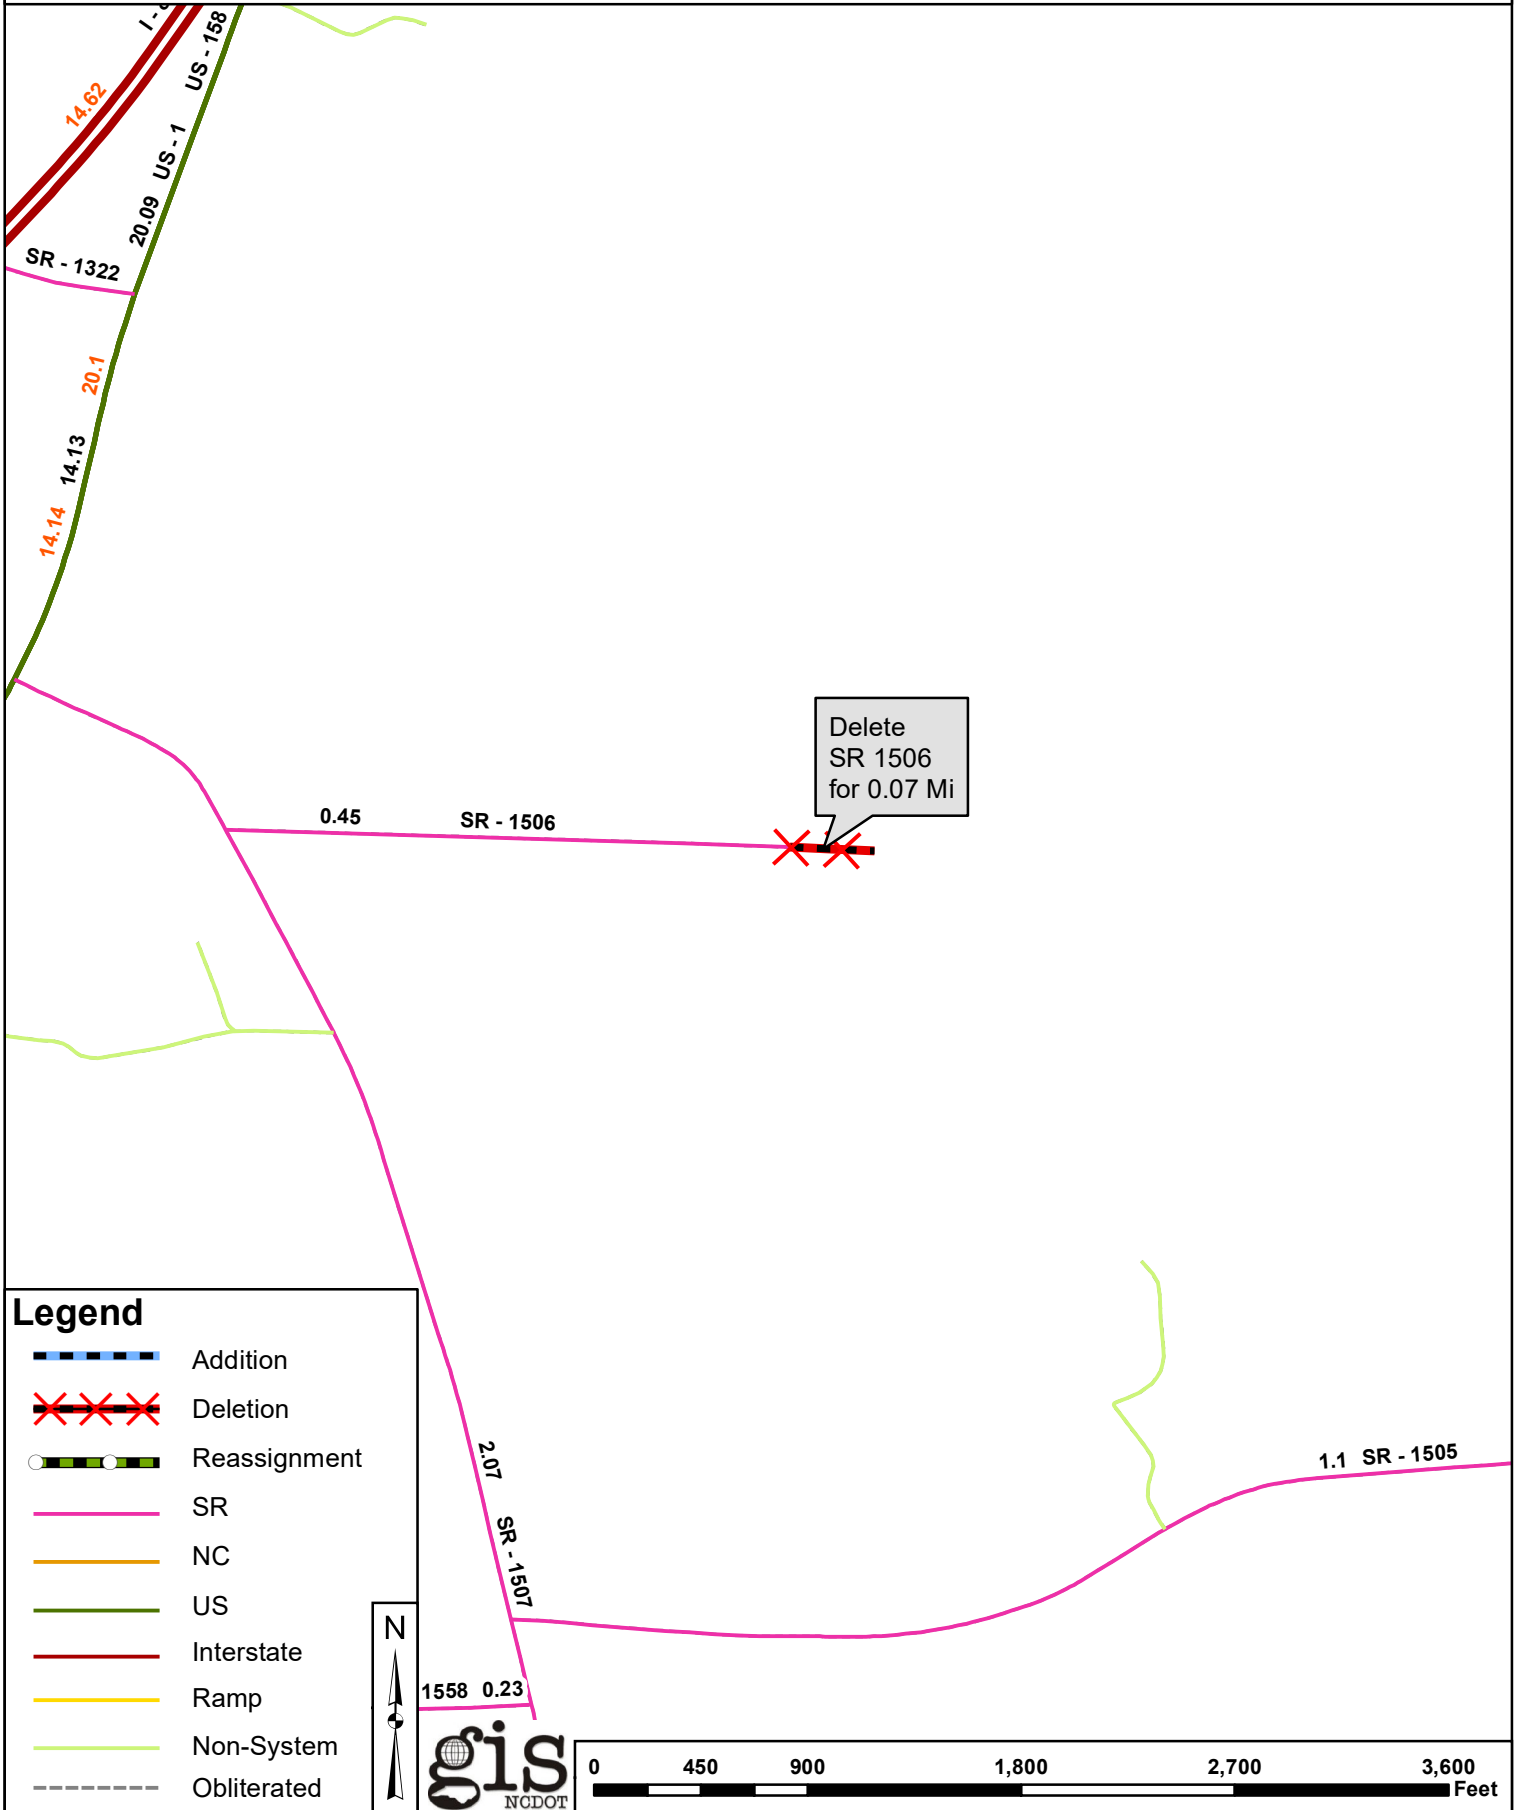 I -
US - 158
14.62
US - 1
20.09
SR - 1322
20.1
14.13
14.14
Delete
SR 1506
for 0.07 Mi
0.45 SR - 1506
2.07 SR - 1507
1.1 SR - 1505
1558 0.23
Legend
Addition
Deletion
Reassignment
SR
NC
US
Interstate
Ramp
Non-System
Obliterated
N
gis
NCDOT
0 450 900 1,800 2,700 3,600
Feet